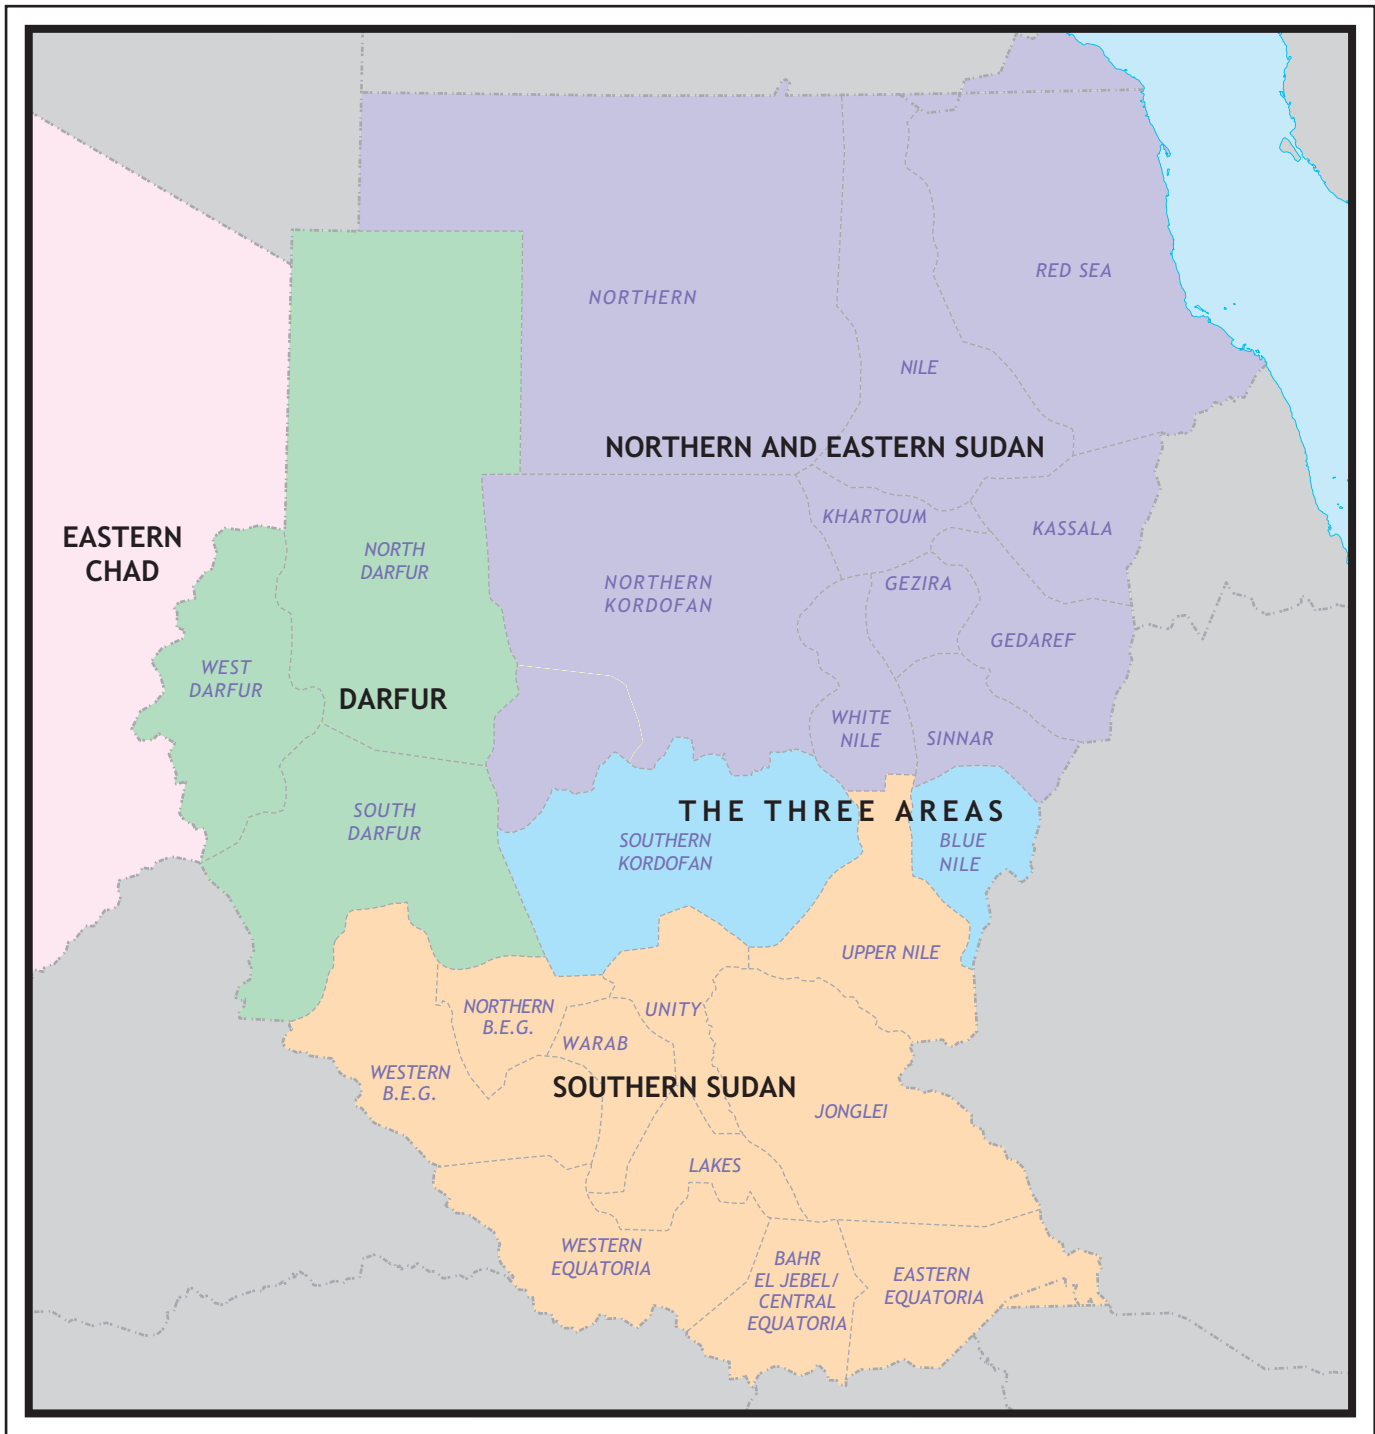 RED SEA
NORTHERN
NILE
NORTHERN AND EASTERN SUDAN
KHARTOUM
KASSALA
EASTERN
CHAD
NORTH
DARFUR
NORTHERN
KORDOFAN
GEZIRA
GEDAREF
WEST
DARFUR
DARFUR
WHITE
NILE
SINNAR
THE THREE AREAS
SOUTH
DARFUR
SOUTHERN
KORDOFAN
BLUE
NILE
UPPER NILE
NORTHERN
B.E.G.
UNITY
WARAB
WESTERN
B.E.G.
SOUTHERN SUDAN
JONGLEI
LAKES
WESTERN
EQUATORIA
BAHR
EL JEBEL/
CENTRAL
EQUATORIA
EASTERN
EQUATORIA